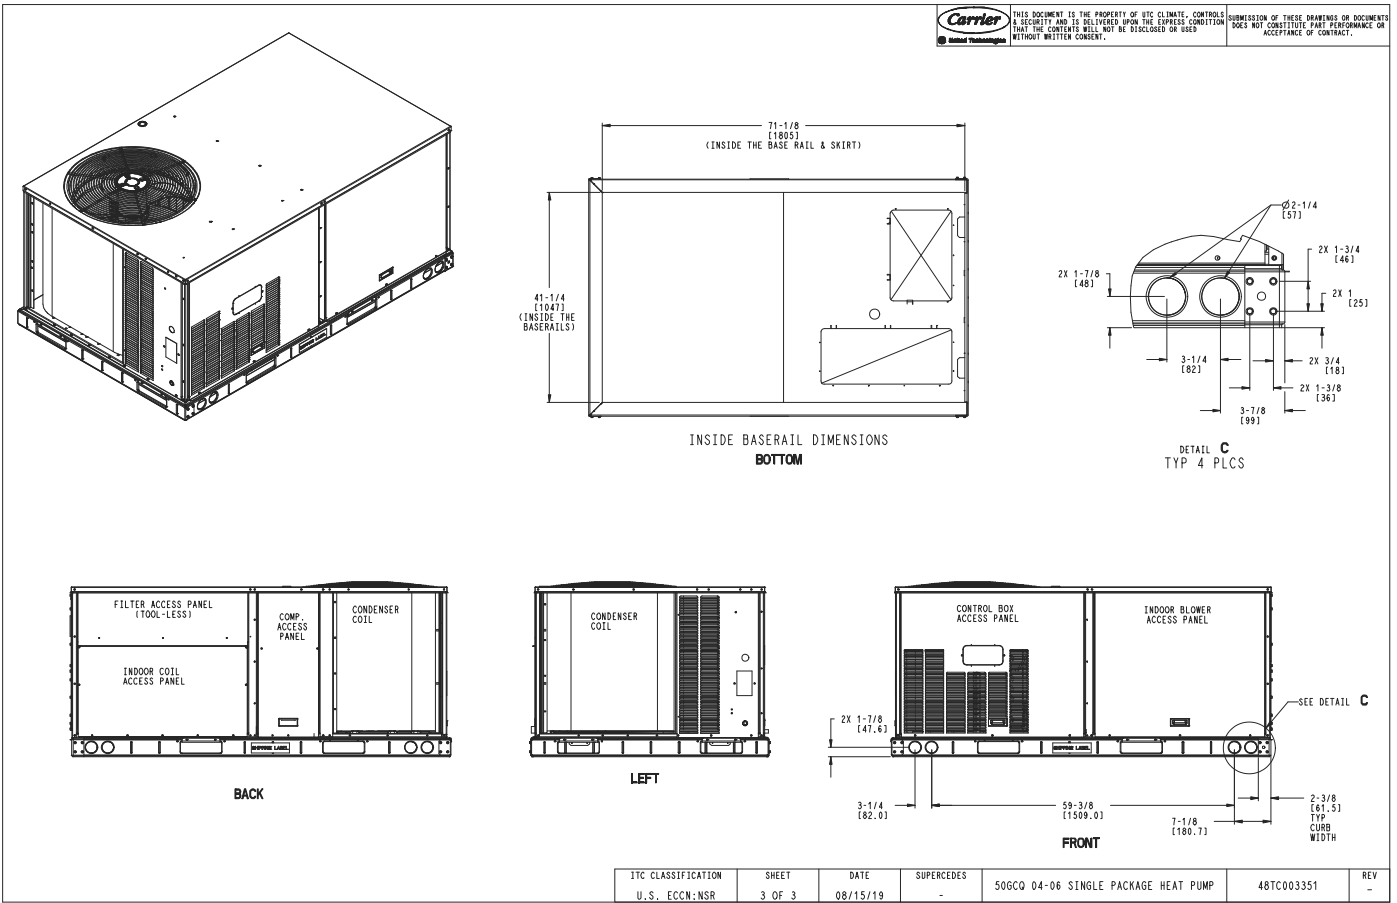 Carrier
United Technologies
THIS DOCUMENT IS THE PROPERTY OF UTC CLIMATE, CONTROLS
& SECURITY AND IS DELIVERED UPON THE EXPRESS CONDITION
THAT THE CONTENTS WILL NOT BE DISCLOSED OR USED
WITHOUT WRITTEN CONSENT.
SUBMISSION OF THESE DRAWINGS OR DOCUMENTS
DOES NOT CONSTITUTE PART PERFORMANCE OR
ACCEPTANCE OF CONTRACT.
SHIPPING LABEL
71-1/8
[1805]
(INSIDE THE BASE RAIL & SKIRT)
41-1/4
[1047]
(INSIDE THE
BASERAILS)
INSIDE BASERAIL DIMENSIONS
BOTTOM
Ø2-1/4
[57]
2X 1-3/4
[46]
2X 1-7/8
[48]
2X 1
[25]
3-1/4
[82]
2X 3/4
[18]
2X 1-3/8
[36]
3-7/8
[99]
DETAIL C
TYP 4 PLCS
FILTER ACCESS PANEL
(TOOL-LESS)
INDOOR COIL
ACCESS PANEL
COMP.
ACCESS
PANEL
CONDENSER
COIL
SHIPPING LABEL
BACK
CONDENSER
COIL
LEFT
CONTROL BOX
ACCESS PANEL
INDOOR BLOWER
ACCESS PANEL
SEE DETAIL C
2X 1-7/8
[47.6]
SHIPPING LABEL
3-1/4
[82.0]
59-3/8
[1509.0]
7-1/8
[180.7]
2-3/8
[61.5]
TYP
CURB
WIDTH
FRONT
ITC CLASSIFICATION
U.S. ECCN:NSR
SHEET
3 OF 3
DATE
08/15/19
SUPERCEDES
-
50GCQ 04-06 SINGLE PACKAGE HEAT PUMP
48TC003351
REV
-